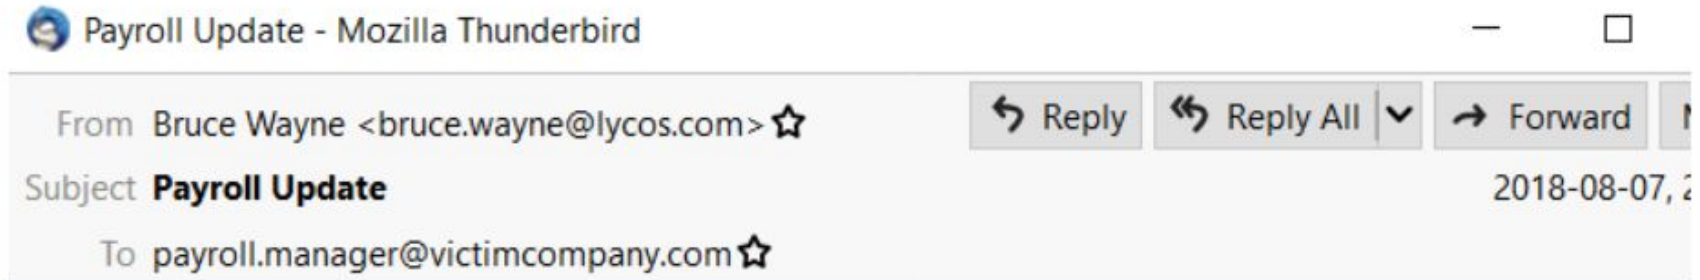 Payroll Update - Mozilla Thunderbird
From Bruce Wayne <bruce.wayne@lycos.com> Reply Reply All Forward
Subject Payroll Update 2018-08-07,
To payroll.manager@victimcompany.com